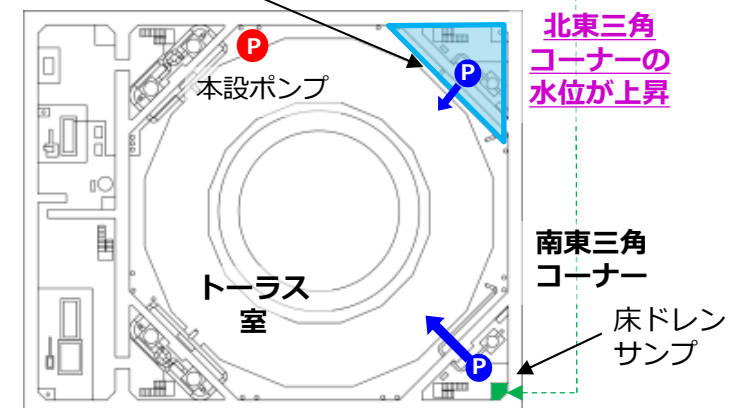 北東三角
コーナーの
水位が上昇
P
本設ポンプ
P
南東三角
コーナー
トーラス
室
床ドレン
サンプ
P